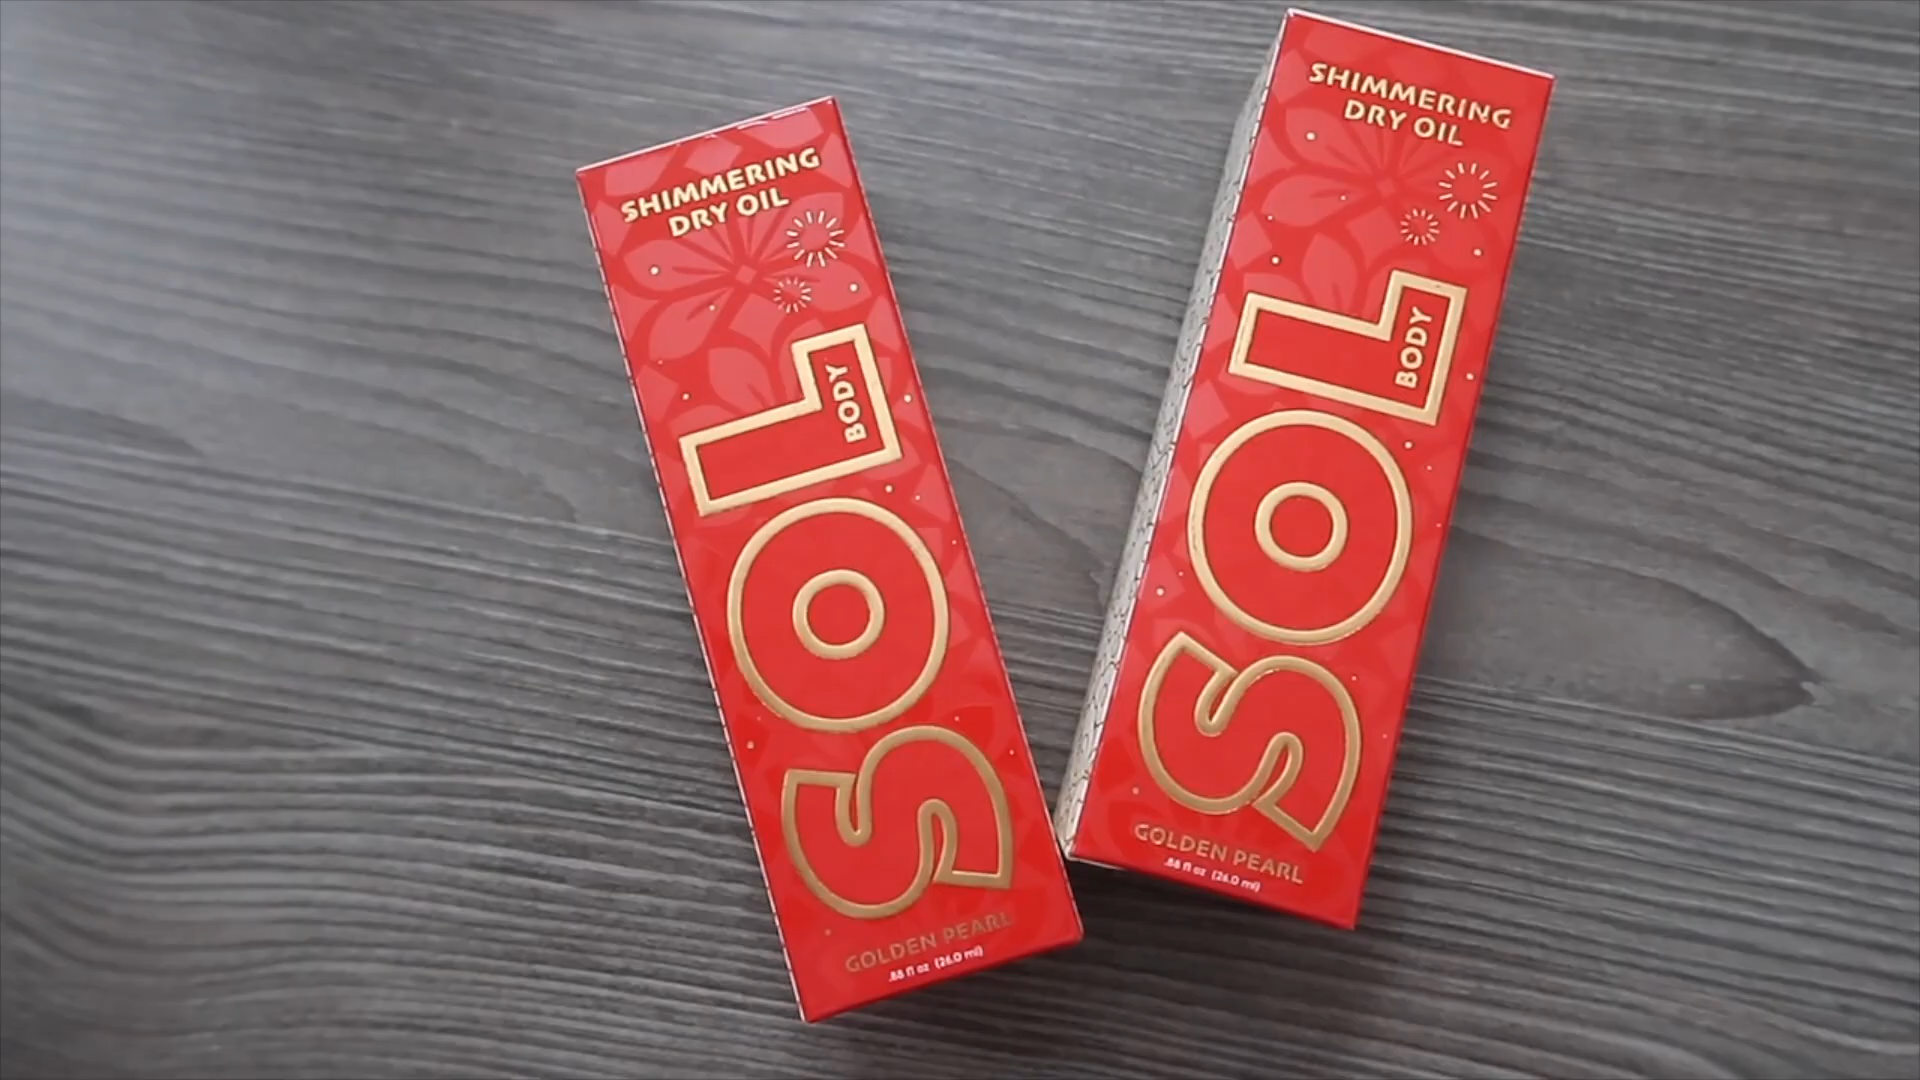 SHIMMERING
DRY OIL
SOL
BODY
GOLDEN PEARL
.88 fl oz (26.0 ml)
SHIMMERING
DRY OIL
SOL
BODY
GOLDEN PEARL
.88 fl oz (26.0 ml)